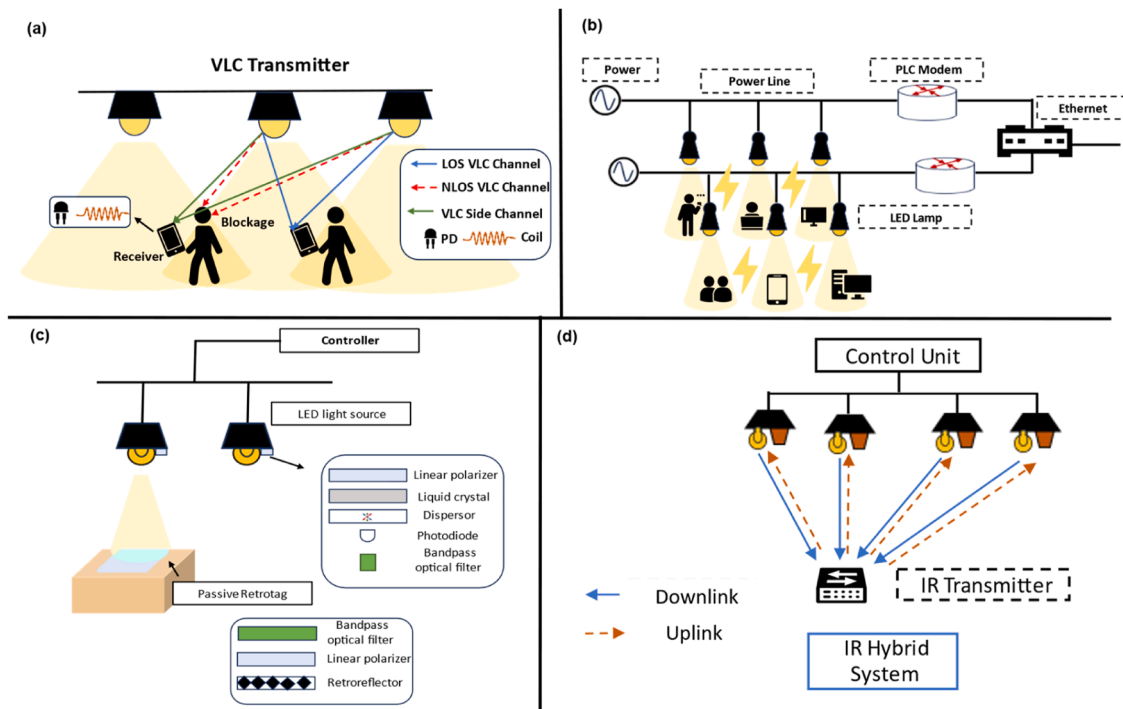 (a)
VLC Transmitter
LOS VLC Channel
NLOS VLC Channel
VLC Side Channel
PD
Coil
Blockage
Receiver
(b)
Power
Power Line
PLC Modem
Ethernet
LED Lamp
(c)
Controller
LED light source
Linear polarizer
Liquid crystal
Dispersor
Photodiode
Bandpass
optical filter
Passive Retrotag
Bandpass
optical filter
Linear polarizer
Retroreflector
(d)
Control Unit
IR Transmitter
Downlink
Uplink
IR Hybrid
System